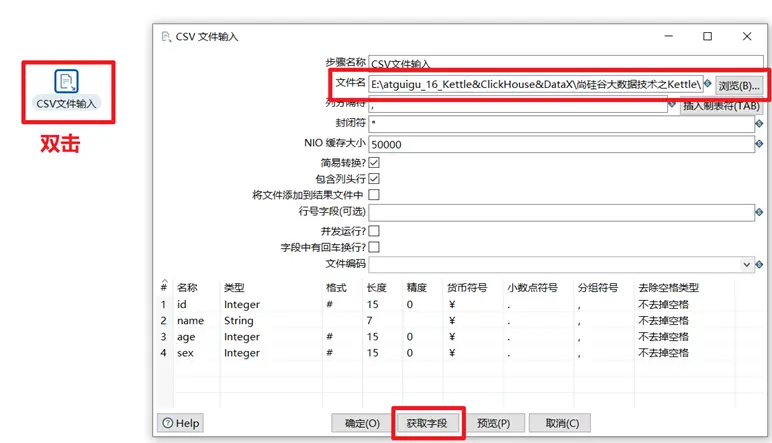 CSV文件输入
双击
CSV 文件输入
步骤名称 CSV文件输入
文件名 E:\atguigu_16_Kettle&ClickHouse&DataX\尚硅谷大数据技术之Kettle\ 浏览(B)...
列分隔符 , 插入制表符(TAB)
封闭符 "
NIO 缓存大小 50000
简易转换?
包含列头行
将文件添加到结果文件中
行号字段(可选)
并发运行?
字段中有回车换行?
文件编码
# 名称 类型 格式 长度 精度 货币符号 小数点符号 分组符号 去除空格类型
1 id Integer # 15 0 ¥ . , 不去掉空格
2 name String 7 ¥ . , 不去掉空格
3 age Integer # 15 0 ¥ . , 不去掉空格
4 sex Integer # 15 0 ¥ . , 不去掉空格
Help 确定(O) 获取字段 预览(P) 取消(C)